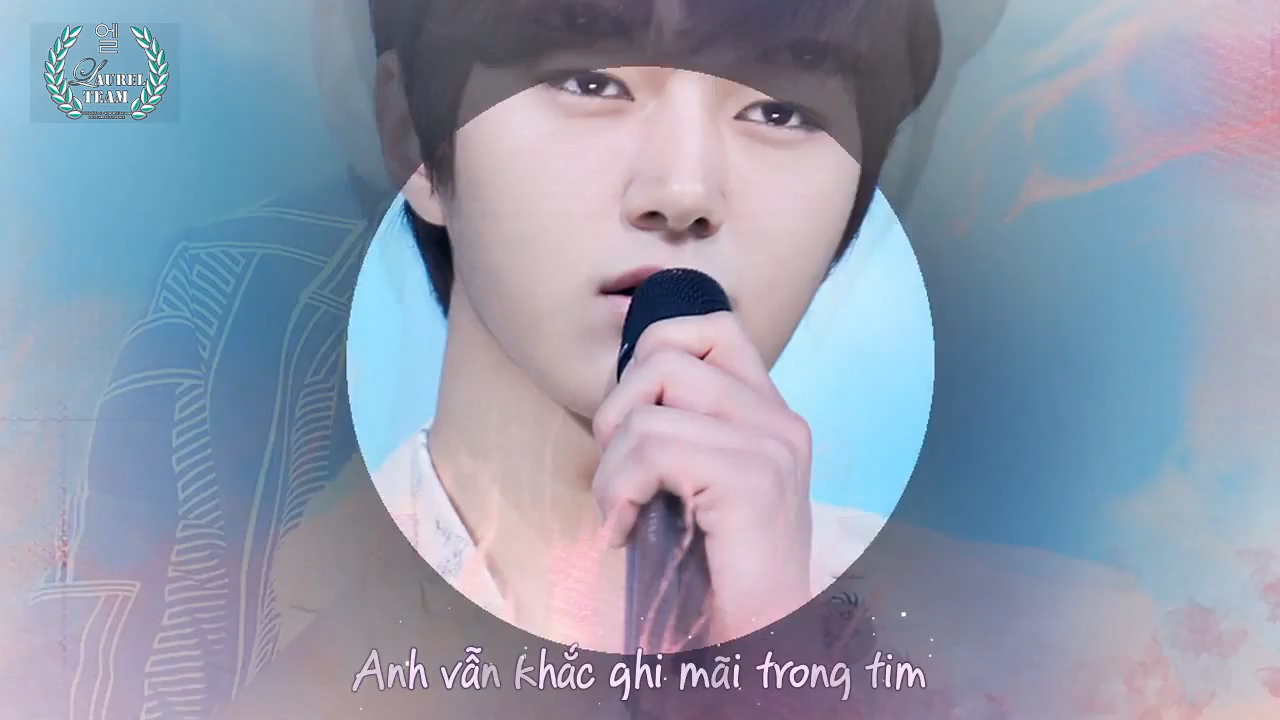 엘
LAUREL
TEAM
Anh vẫn khắc ghi mãi trong tim